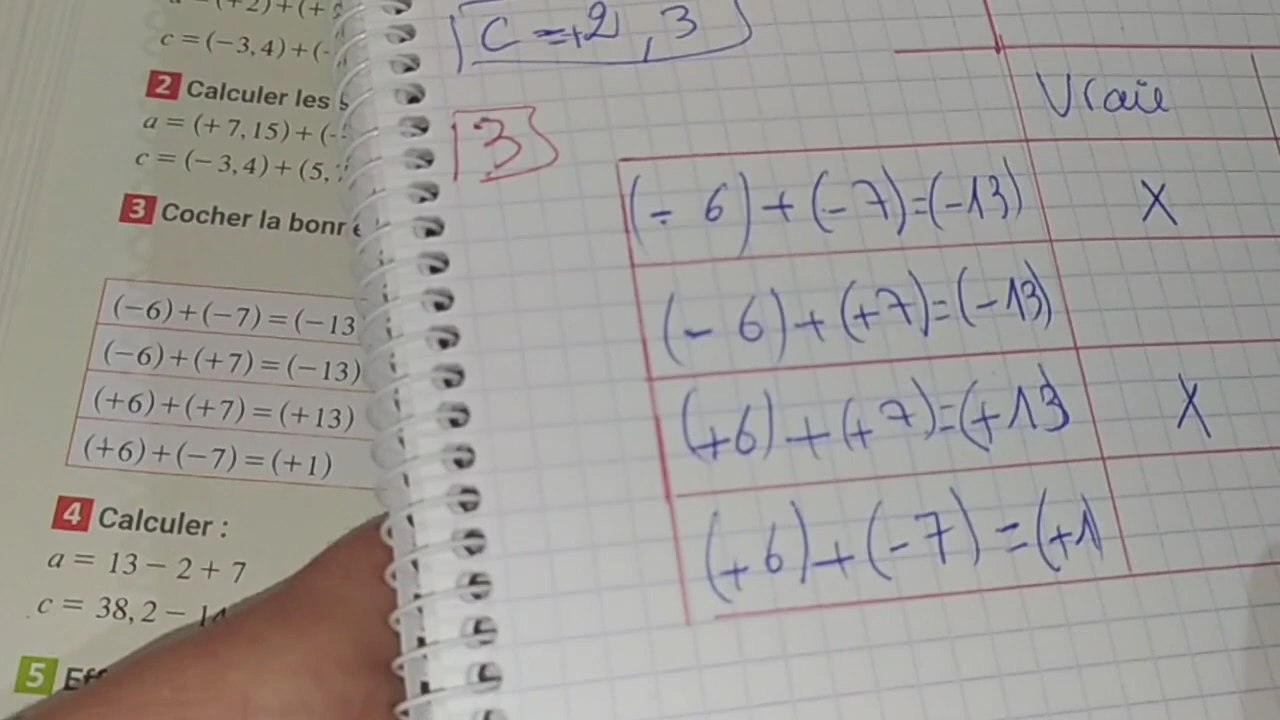 c = (−3, 4) + (-
2 Calculer les
a = (+ 7, 15) + (-
c = (− 3, 4) + (5,
3 Cocher la bonr
(−6) + (−7) = (−13
(−6) + (+7) = (−13)
(+6) + (+7) = (+13)
(+6) + (−7) = (+1)
4 Calculer :
a = 13 − 2 + 7
c = 38, 2 −
5
C = +2, 3
3
Vraie
(- 6) + (- 7) = (-13) X
(- 6) + (+7) = (-13)
(+6) + (+7) = (+13 X
(+6) + (-7) = (+1